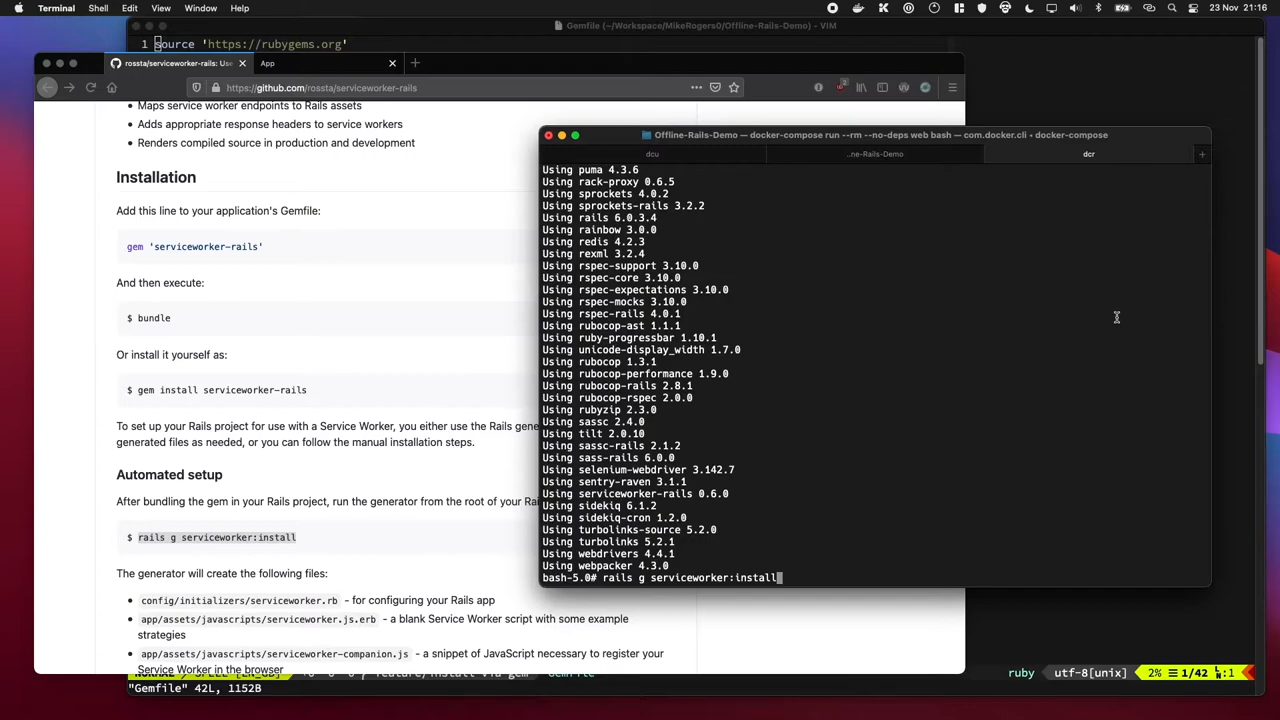 Terminal Shell Edit View Window Help 23 Nov 21:16
Gemfile (~/Workspace/MikeRogers0/Offline-Rails-Demo) - VIM
1 source 'https://rubygems.org'
rossta/serviceworker-rails: Use
App
https://github.com/rossta/serviceworker-rails
Maps service worker endpoints to Rails assets
Adds appropriate response headers to service workers
Renders compiled source in production and development
Installation
Add this line to your application's Gemfile:
gem 'serviceworker-rails'
And then execute:
$ bundle
Or install it yourself as:
$ gem install serviceworker-rails
To set up your Rails project for use with a Service Worker, you either use the Rails gene
generated files as needed, or you can follow the manual installation steps.
Automated setup
After bundling the gem in your Rails project, run the generator from the root of your Rai
$ rails g serviceworker:install
The generator will create the following files:
config/initializers/serviceworker.rb - for configuring your Rails app
app/assets/javascripts/serviceworker.js.erb - a blank Service Worker script with some example
strategies
app/assets/javascripts/serviceworker-companion.js - a snippet of JavaScript necessary to register your
Service Worker in the browser
Offline-Rails-Demo — docker-compose run --rm --no-deps web bash — com.docker.cli • docker-compose
dcu
...ne-Rails-Demo
dcr
Using puma 4.3.6
Using rack-proxy 0.6.5
Using sprockets 4.0.2
Using sprockets-rails 3.2.2
Using rails 6.0.3.4
Using rainbow 3.0.0
Using redis 4.2.3
Using rexml 3.2.4
Using rspec-support 3.10.0
Using rspec-core 3.10.0
Using rspec-expectations 3.10.0
Using rspec-mocks 3.10.0
Using rspec-rails 4.0.1
Using rubocop-ast 1.1.1
Using ruby-progressbar 1.10.1
Using unicode-display_width 1.7.0
Using rubocop 1.3.1
Using rubocop-performance 1.9.0
Using rubocop-rails 2.8.1
Using rubocop-rspec 2.0.0
Using rubyzip 2.3.0
Using sassc 2.4.0
Using tilt 2.0.10
Using sassc-rails 2.1.2
Using sass-rails 6.0.0
Using selenium-webdriver 3.142.7
Using sentry-raven 3.1.1
Using serviceworker-rails 0.6.0
Using sidekiq 6.1.2
Using sidekiq-cron 1.2.0
Using turbolinks-source 5.2.0
Using turbolinks 5.2.1
Using webdrivers 4.4.1
Using webpacker 4.3.0
bash-5.0# rails g serviceworker:install
ruby utf-8[unix] 2% ☰ 1/42 :1
"Gemfile" 42L, 1152B